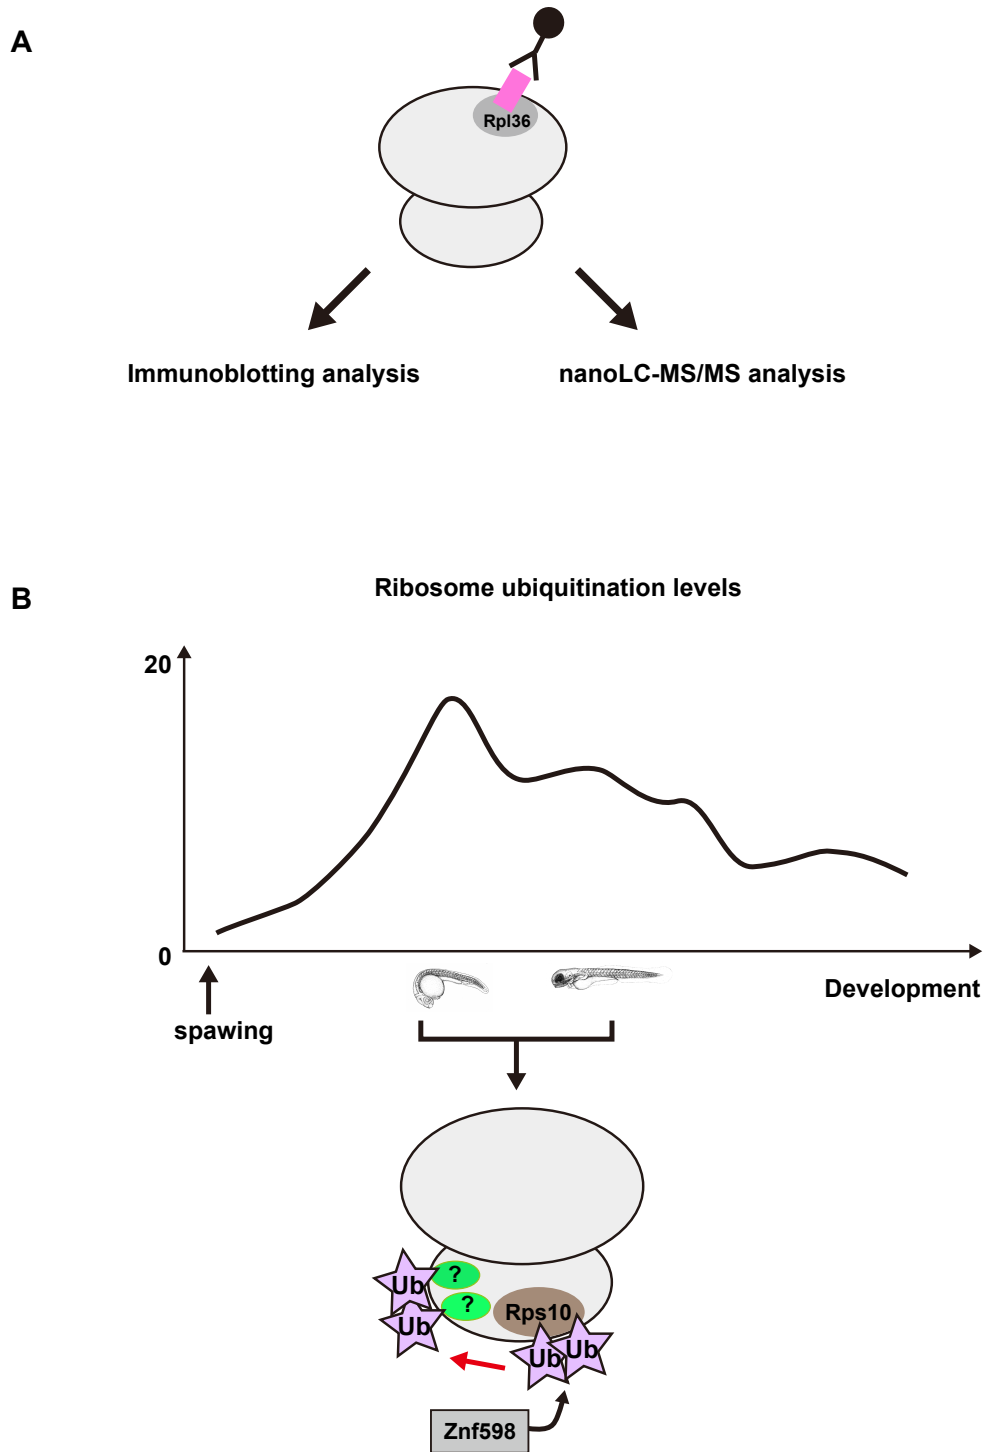 A
Rpl36
Immunoblotting analysis
nanoLC-MS/MS analysis
B
Ribosome ubiquitination levels
20
0
Development
spawing
?
Ub
?
Rps10
Ub
Ub
Ub
Znf598